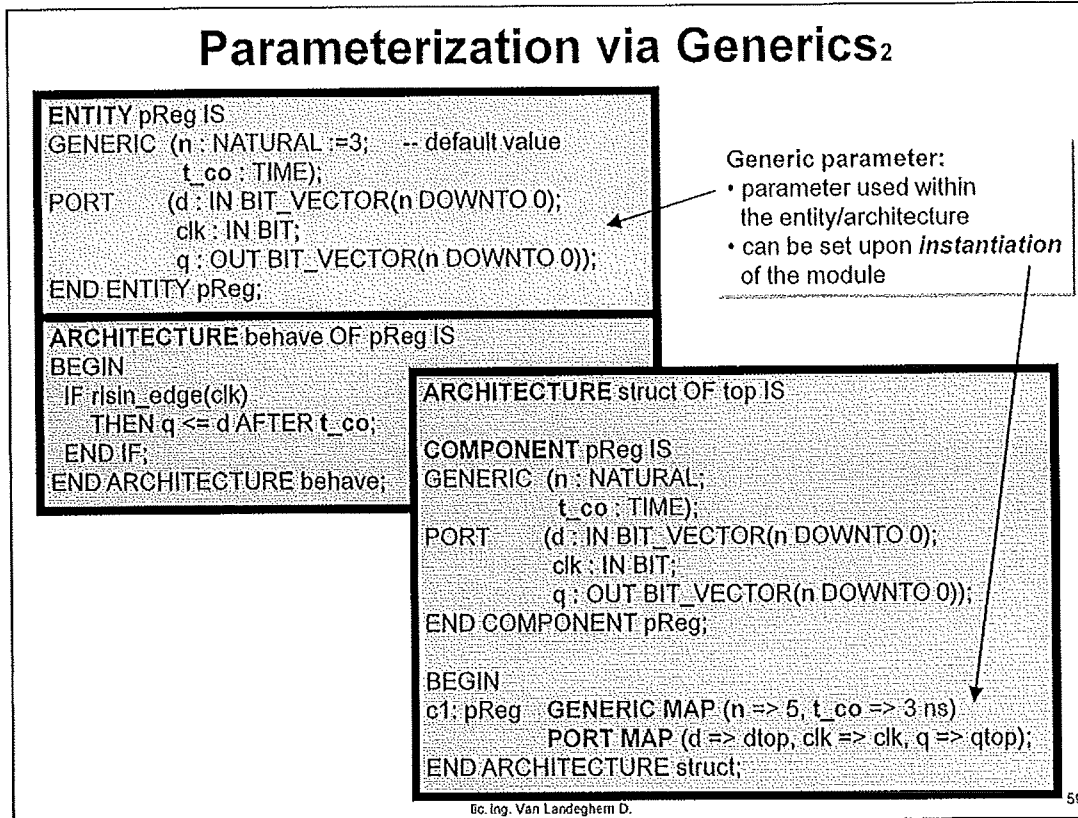 Parameterization via Generics2
ENTITY pReg IS
GENERIC (n : NATURAL :=3; -- default value
t_co : TIME);
PORT (d : IN BIT_VECTOR(n DOWNTO 0);
clk : IN BIT;
q : OUT BIT_VECTOR(n DOWNTO 0));
END ENTITY pReg;
Generic parameter:
• parameter used within
the entity/architecture
• can be set upon instantiation
of the module
ARCHITECTURE behave OF pReg IS
BEGIN
IF risin_edge(clk)
THEN q <= d AFTER t_co;
END IF;
END ARCHITECTURE behave;
ARCHITECTURE struct OF top IS
COMPONENT pReg IS
GENERIC (n : NATURAL;
t_co : TIME);
PORT (d : IN BIT_VECTOR(n DOWNTO 0);
clk : IN BIT;
q : OUT BIT_VECTOR(n DOWNTO 0));
END COMPONENT pReg;
BEGIN
c1: pReg GENERIC MAP (n => 5, t_co => 3 ns)
PORT MAP (d => dtop, clk => clk, q => qtop);
END ARCHITECTURE struct;
lic. Ing. Van Landeghem D.